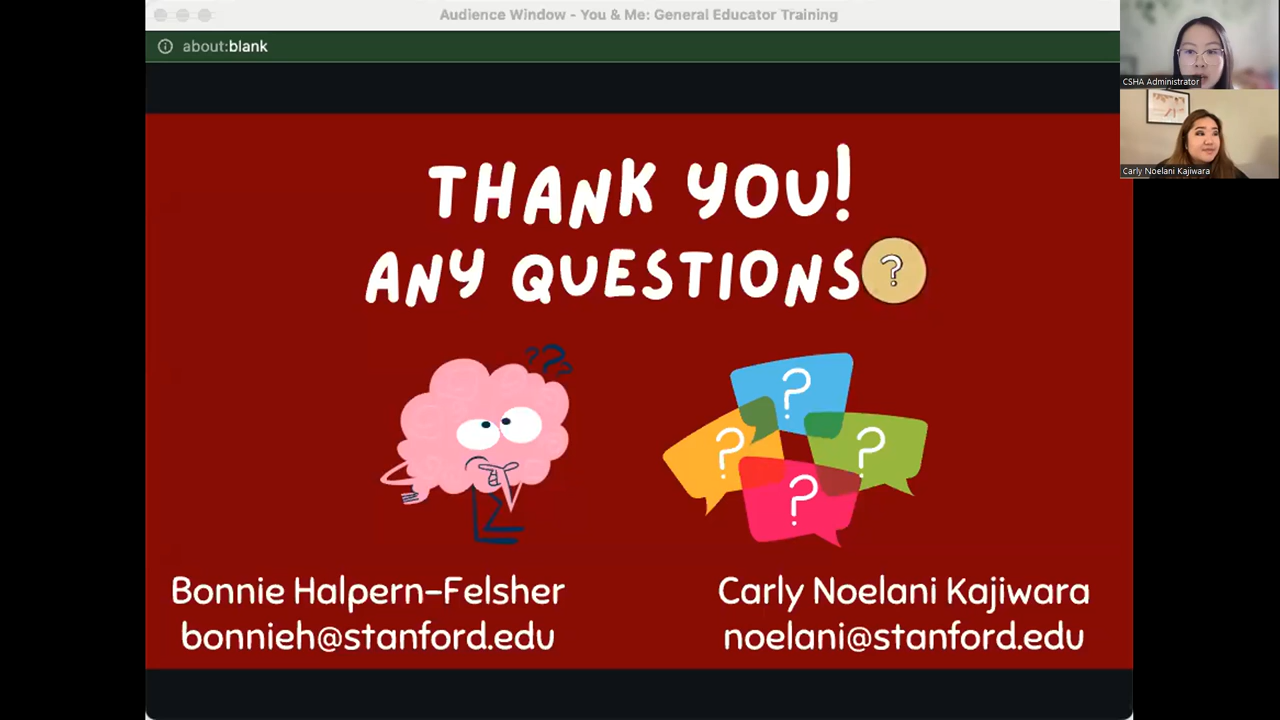 Audience Window - You & Me: General Educator Training
about:blank
CSHA Administrator
Carly Noelani Kajiwara
THANK YOU!
ANY QUESTIONS?
??
?
?
?
?
Bonnie Halpern-Felsher
bonnieh@stanford.edu
Carly Noelani Kajiwara
noelani@stanford.edu